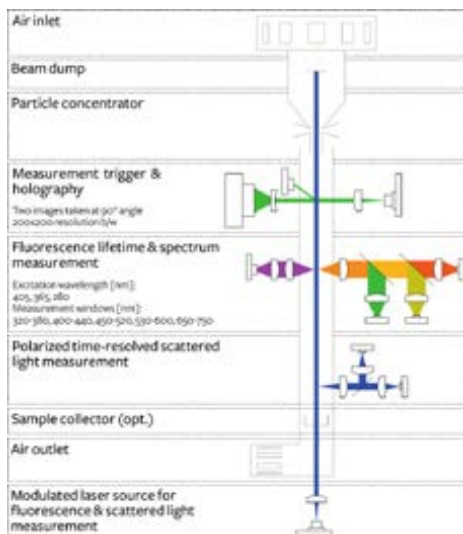 Air inlet
Beam dump
Particle concentrator
Measurement trigger &
holography
Two images taken at 90° angle
200x200 resolution b/w
Fluorescence lifetime & spectrum
measurement
Excitation wavelength [nm]:
405, 365, 280
Measurement windows [nm]:
320-380, 400-440, 450-520, 530-600, 650-750
Polarized time-resolved scattered
light measurement
Sample collector (opt.)
Air outlet
Modulated laser source for
fluorescence & scattered light
measurement